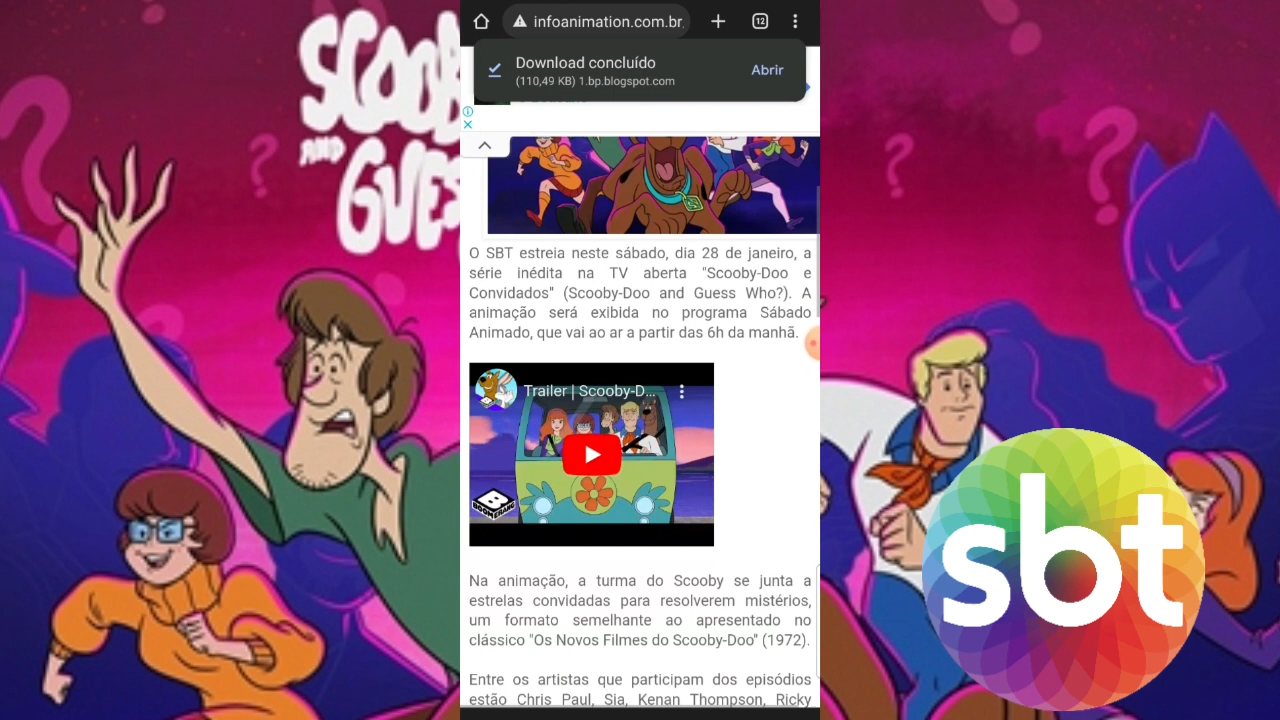 SCOOB
AND
GUES
infoanimation.com.br
12
Download concluído
(110,49 KB) 1.bp.blogspot.com
Abrir
O SBT estreia neste sábado, dia 28 de janeiro, a
série inédita na TV aberta "Scooby-Doo e
Convidados" (Scooby-Doo and Guess Who?). A
animação será exibida no programa Sábado
Animado, que vai ao ar a partir das 6h da manhã.
Trailer | Scooby-D...
BOOMERANG
Na animação, a turma do Scooby se junta a
estrelas convidadas para resolverem mistérios,
um formato semelhante ao apresentado no
clássico "Os Novos Filmes do Scooby-Doo" (1972).
Entre os artistas que participam dos episódios
estão Chris Paul, Sia, Kenan Thompson, Ricky
sbt